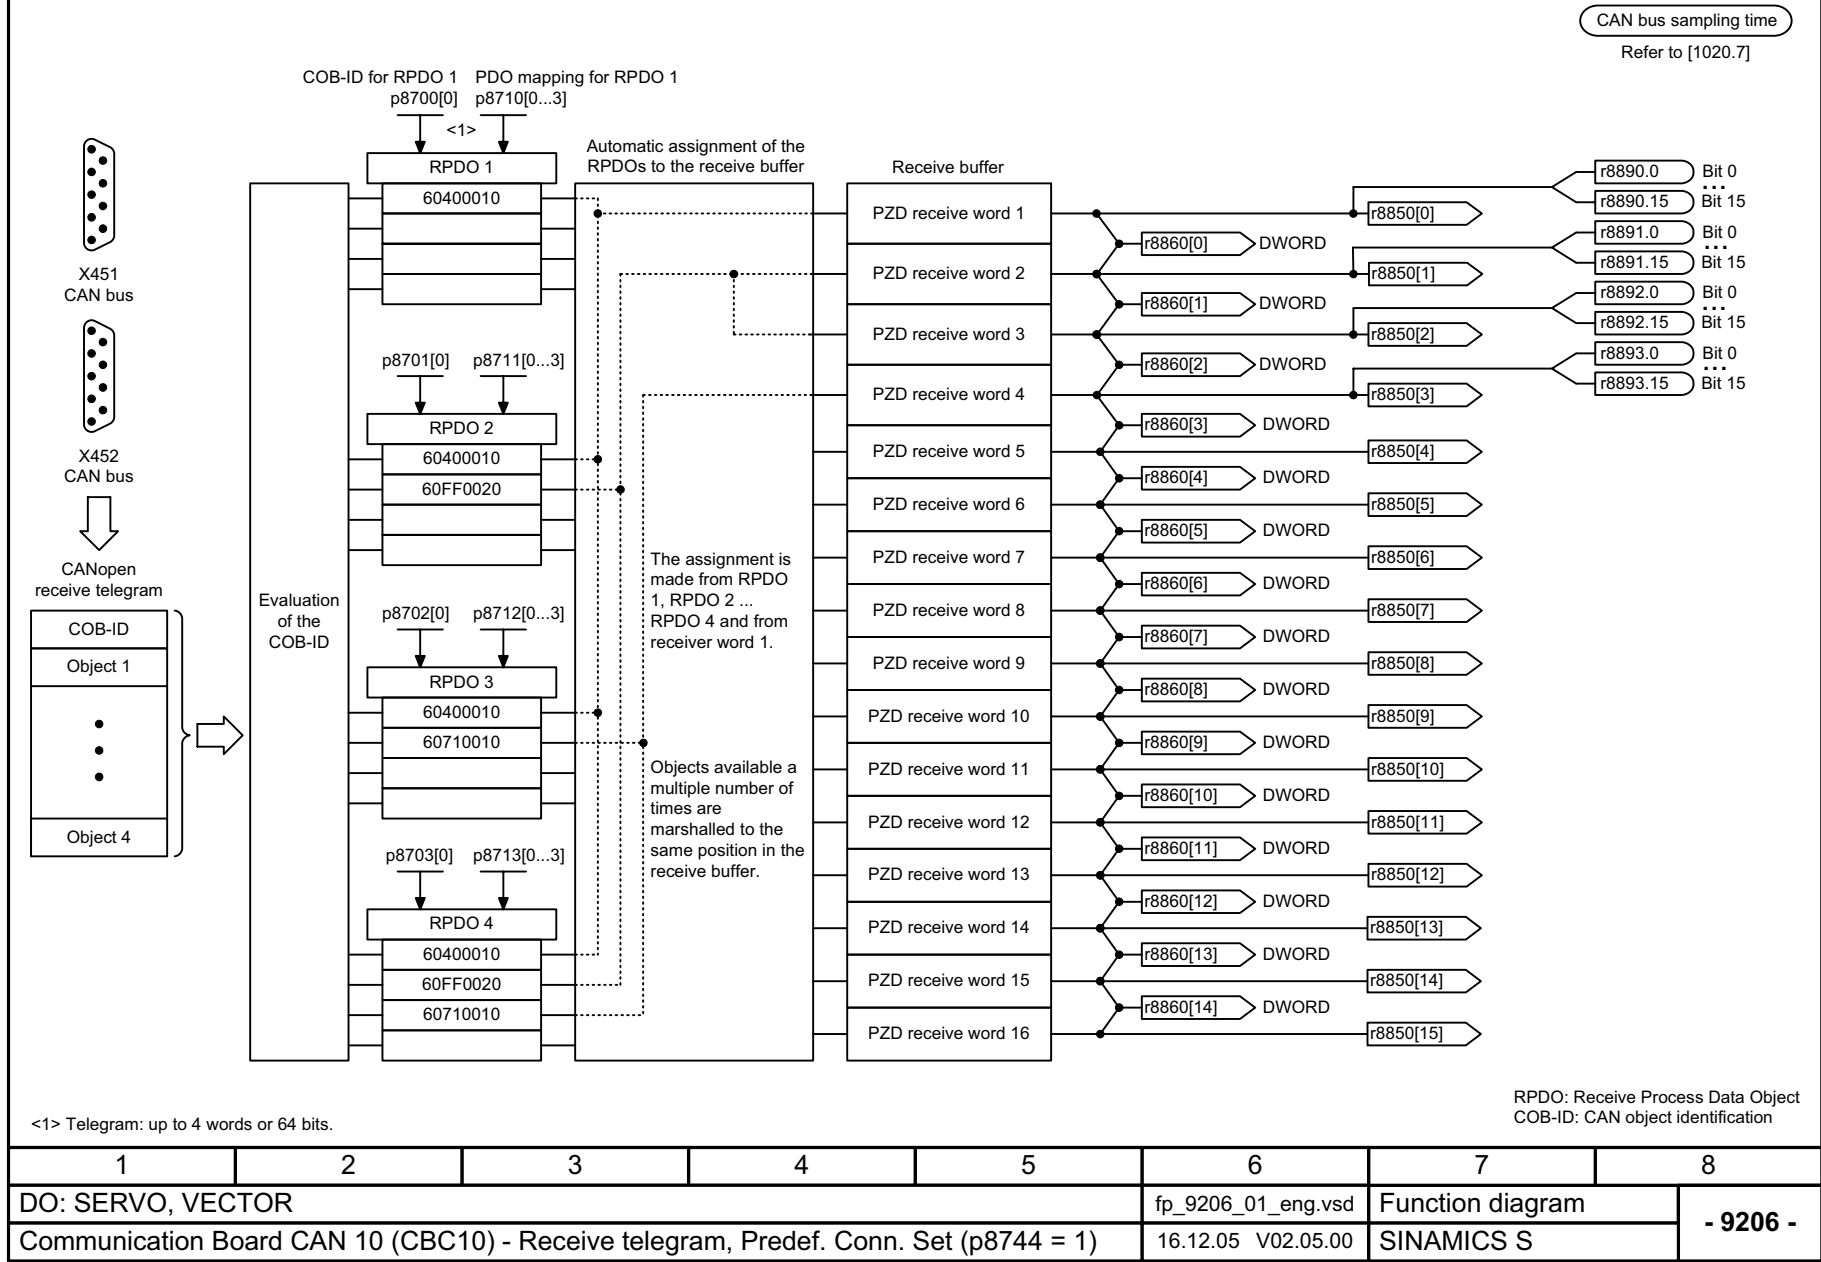 CAN bus sampling time
Refer to [1020.7]
COB-ID for RPDO 1 PDO mapping for RPDO 1
p8700[0] p8710[0...3]
<1>
X451
CAN bus
X452
CAN bus
CANopen
receive telegram
COB-ID
Object 1
Object 4
Evaluation
of the
COB-ID
RPDO 1
60400010
p8701[0] p8711[0...3]
RPDO 2
60400010
60FF0020
p8702[0] p8712[0...3]
RPDO 3
60400010
60710010
p8703[0] p8713[0...3]
RPDO 4
60400010
60FF0020
60710010
Automatic assignment of the
RPDOs to the receive buffer
The assignment is
made from RPDO
1, RPDO 2 ...
RPDO 4 and from
receiver word 1.
Objects available a
multiple number of
times are
marshalled to the
same position in the
receive buffer.
Receive buffer
PZD receive word 1
PZD receive word 2
PZD receive word 3
PZD receive word 4
PZD receive word 5
PZD receive word 6
PZD receive word 7
PZD receive word 8
PZD receive word 9
PZD receive word 10
PZD receive word 11
PZD receive word 12
PZD receive word 13
PZD receive word 14
PZD receive word 15
PZD receive word 16
r8860[0] DWORD
r8860[1] DWORD
r8860[2] DWORD
r8860[3] DWORD
r8860[4] DWORD
r8860[5] DWORD
r8860[6] DWORD
r8860[7] DWORD
r8860[8] DWORD
r8860[9] DWORD
r8860[10] DWORD
r8860[11] DWORD
r8860[12] DWORD
r8860[13] DWORD
r8860[14] DWORD
r8850[0]
r8850[1]
r8850[2]
r8850[3]
r8850[4]
r8850[5]
r8850[6]
r8850[7]
r8850[8]
r8850[9]
r8850[10]
r8850[11]
r8850[12]
r8850[13]
r8850[14]
r8850[15]
r8890.0 Bit 0
...
r8890.15 Bit 15
r8891.0 Bit 0
...
r8891.15 Bit 15
r8892.0 Bit 0
...
r8892.15 Bit 15
r8893.0 Bit 0
...
r8893.15 Bit 15
RPDO: Receive Process Data Object
COB-ID: CAN object identification
<1> Telegram: up to 4 words or 64 bits.
1 2 3 4 5 6 7 8
DO: SERVO, VECTOR
fp_9206_01_eng.vsd
Function diagram
- 9206 -
Communication Board CAN 10 (CBC10) - Receive telegram, Predef. Conn. Set (p8744 = 1)
16.12.05 V02.05.00
SINAMICS S